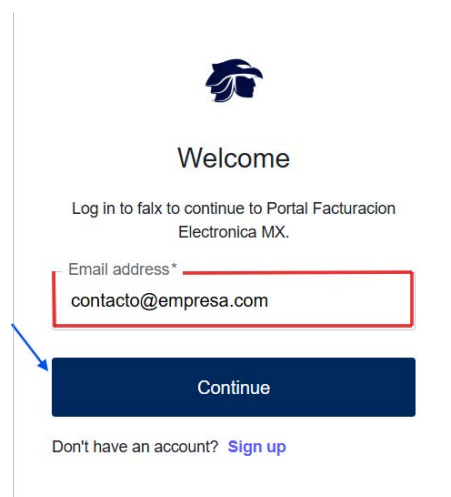 Welcome
Log in to falx to continue to Portal Facturacion
Electronica MX.
Email address*
contacto@empresa.com
Continue
Don't have an account? Sign up